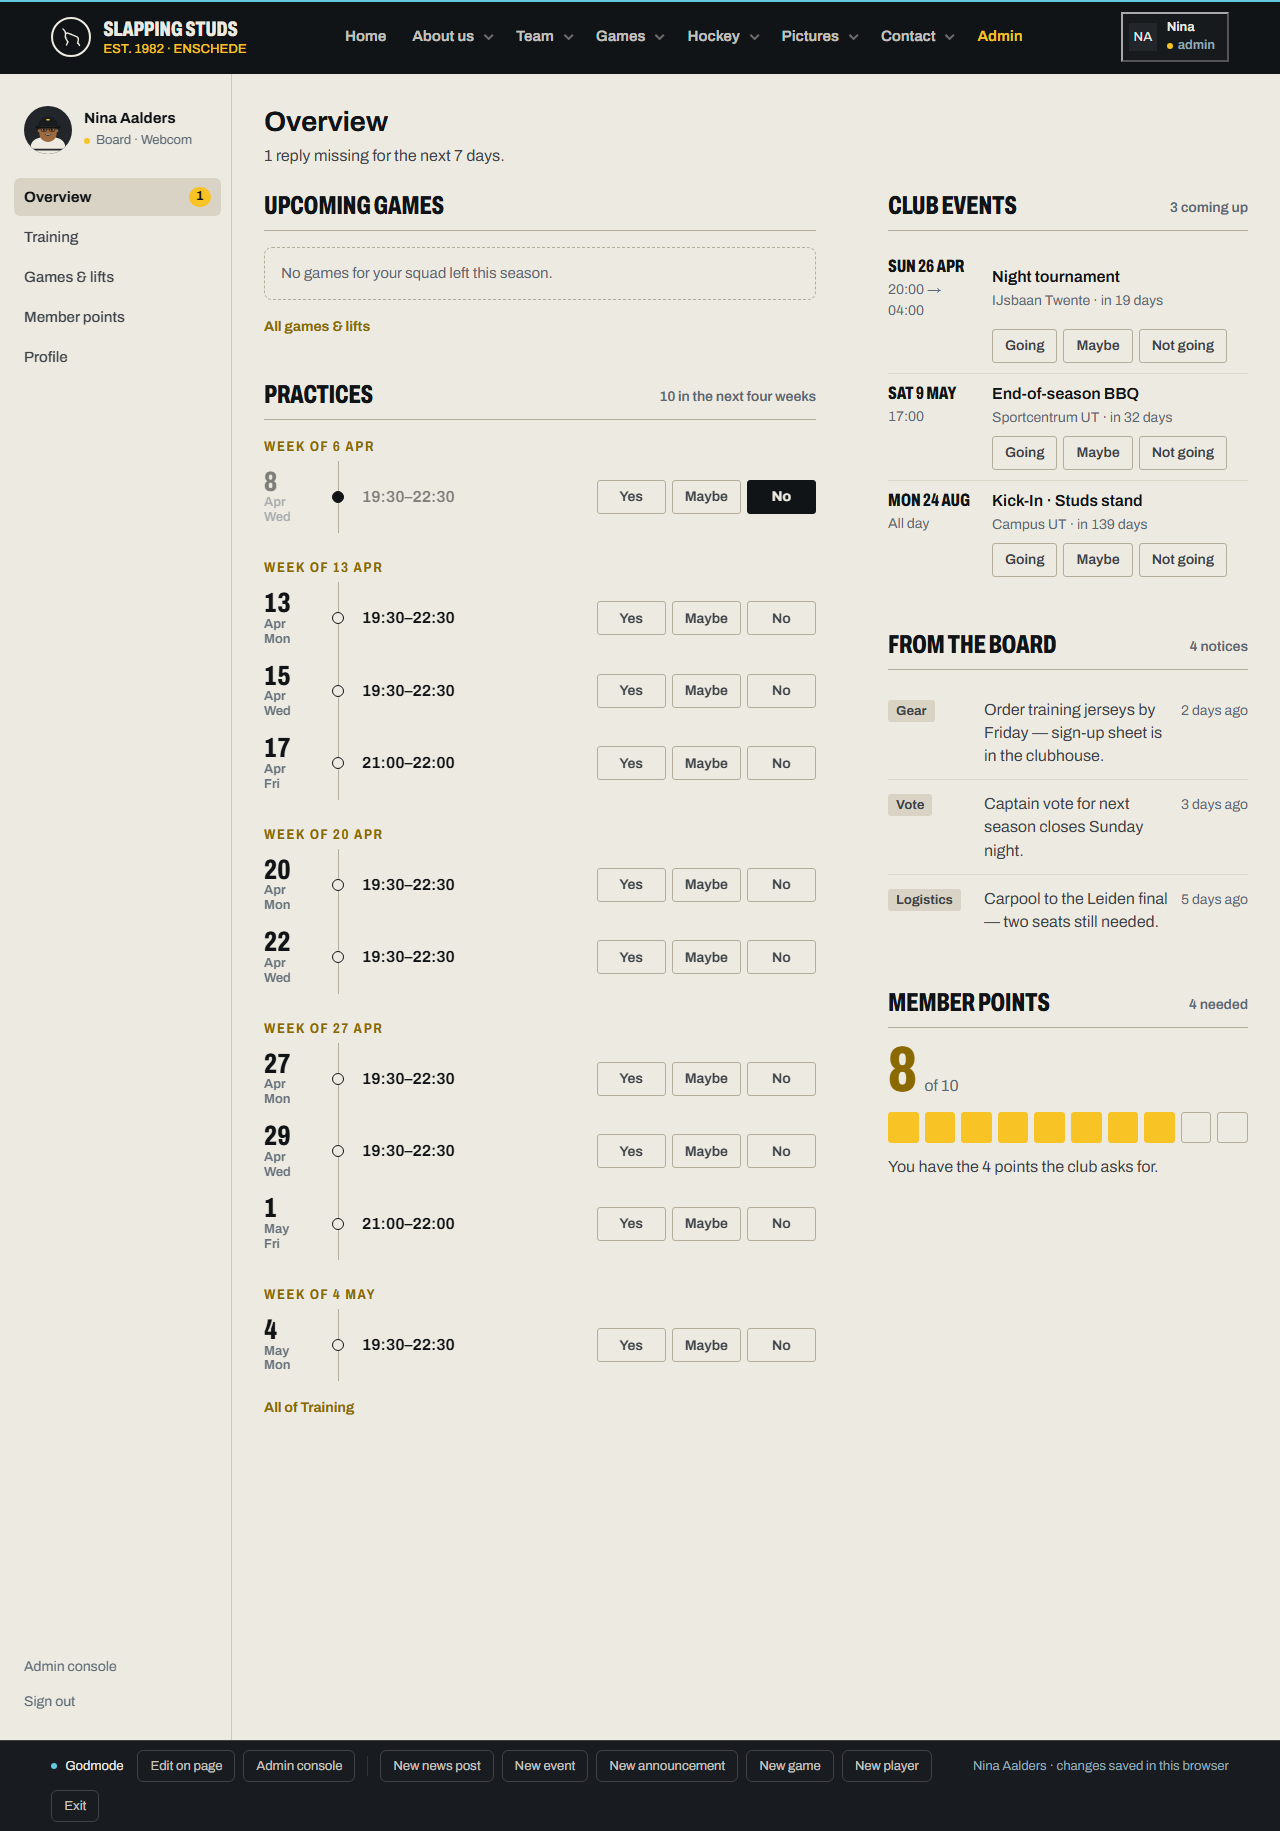 SLAPPING STUDS
EST. 1982 · ENSCHEDE
Home
About us
Team
Games
Hockey
Pictures
Contact
Admin
NA
Nina
admin
Nina Aalders
Board · Webcom
Overview
1
Training
Games & lifts
Member points
Profile
Admin console
Sign out
Overview
1 reply missing for the next 7 days.
UPCOMING GAMES
No games for your squad left this season.
All games & lifts
PRACTICES
10 in the next four weeks
WEEK OF 6 APR
8
Apr
Wed
19:30–22:30
Yes
Maybe
No
WEEK OF 13 APR
13
Apr
Mon
19:30–22:30
Yes
Maybe
No
15
Apr
Wed
19:30–22:30
Yes
Maybe
No
17
Apr
Fri
21:00–22:00
Yes
Maybe
No
WEEK OF 20 APR
20
Apr
Mon
19:30–22:30
Yes
Maybe
No
22
Apr
Wed
19:30–22:30
Yes
Maybe
No
WEEK OF 27 APR
27
Apr
Mon
19:30–22:30
Yes
Maybe
No
29
Apr
Wed
19:30–22:30
Yes
Maybe
No
1
May
Fri
21:00–22:00
Yes
Maybe
No
WEEK OF 4 MAY
4
May
Mon
19:30–22:30
Yes
Maybe
No
All of Training
CLUB EVENTS
3 coming up
SUN 26 APR
20:00 →
04:00
Night tournament
IJsbaan Twente · in 19 days
Going
Maybe
Not going
SAT 9 MAY
17:00
End-of-season BBQ
Sportcentrum UT · in 32 days
Going
Maybe
Not going
MON 24 AUG
All day
Kick-In · Studs stand
Campus UT · in 139 days
Going
Maybe
Not going
FROM THE BOARD
4 notices
Gear
Order training jerseys by
Friday — sign-up sheet is
in the clubhouse.
2 days ago
Vote
Captain vote for next
season closes Sunday
night.
3 days ago
Logistics
Carpool to the Leiden final
— two seats still needed.
5 days ago
MEMBER POINTS
4 needed
8 of 10
You have the 4 points the club asks for.
Godmode
Edit on page
Admin console
New news post
New event
New announcement
New game
New player
Nina Aalders · changes saved in this browser
Exit